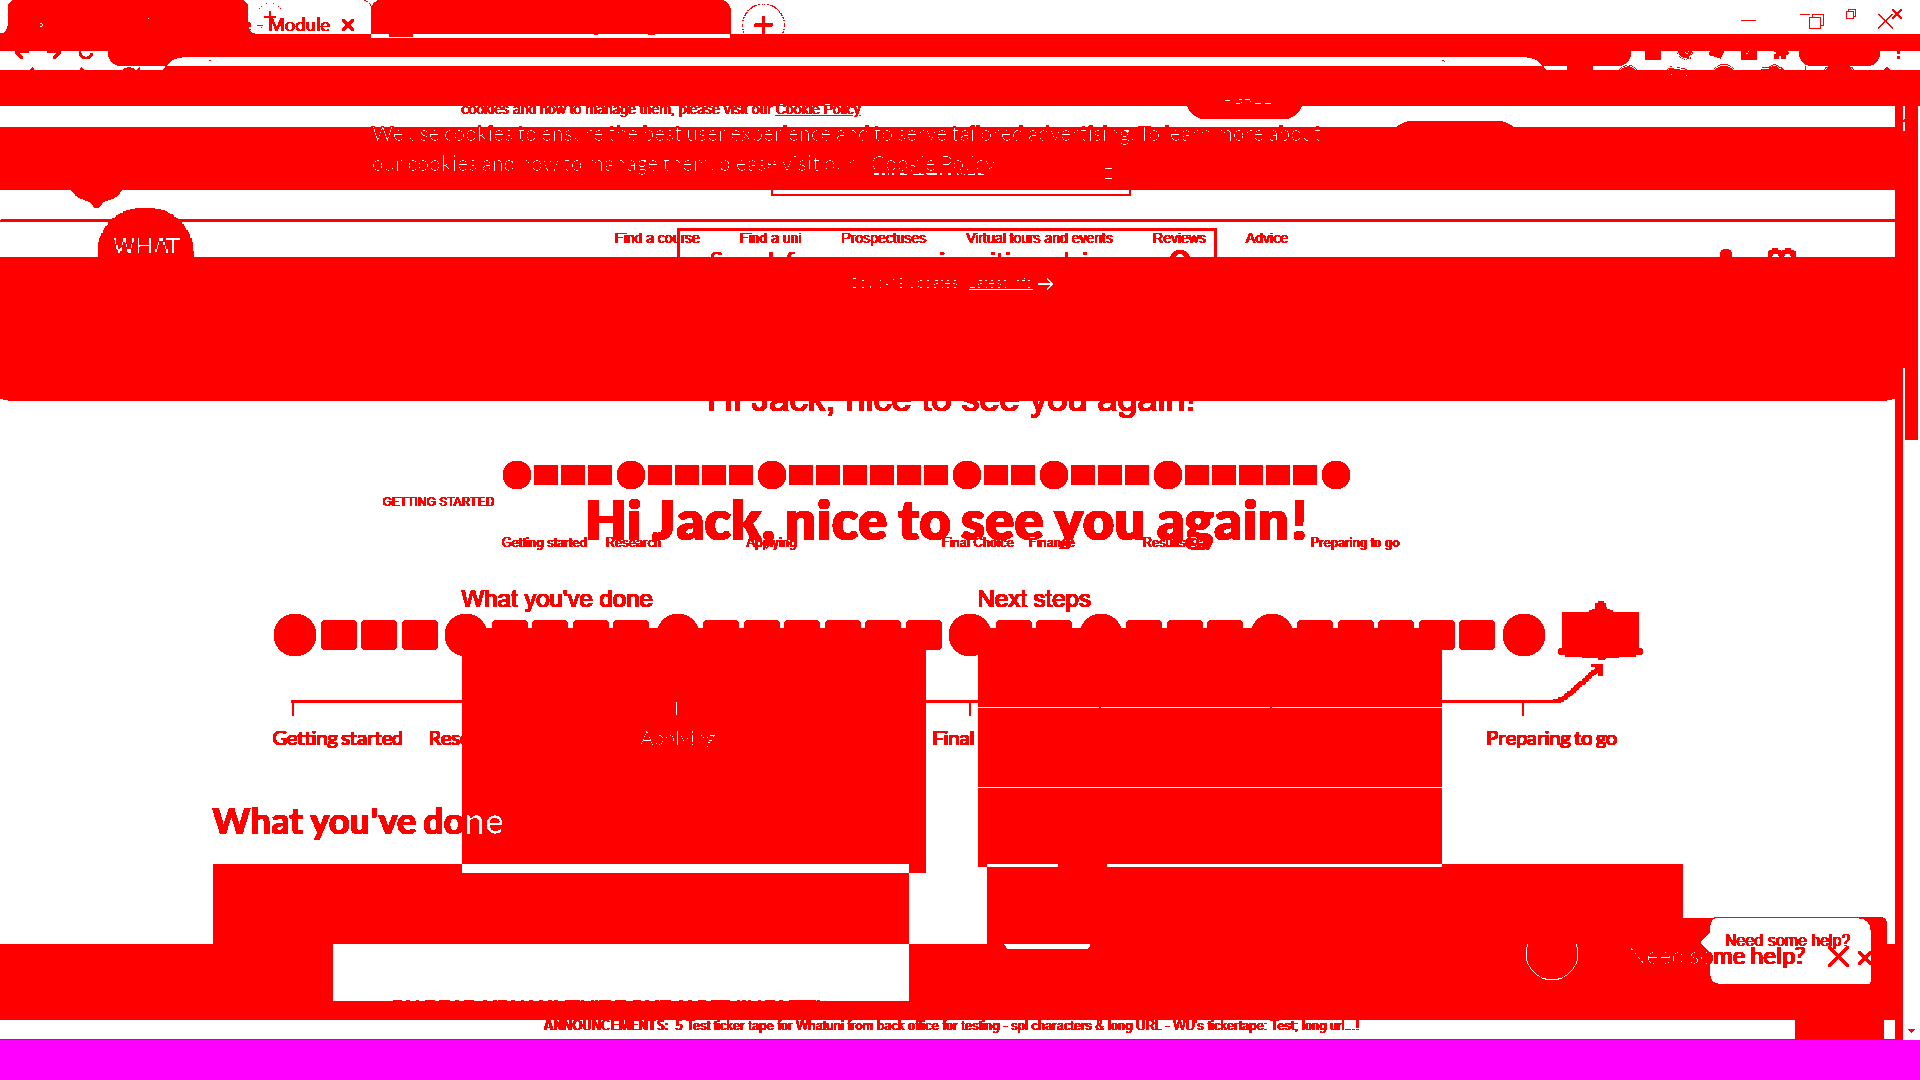 - Module
cookies and how to manage them, please visit our Cookie Policy
We use cookies to ensure the best user experience and to serve tailored advertising. To learn more about
our cookies and how to manage them please visit our Cookie Policy
WHAT
Find a course Find a uni Prospectuses Virtual tours and events Reviews Advice
Covid-19 Updates Latest info
Hi Jack, nice to see you again!
GETTING STARTED
Hi Jack, nice to see you again!
Getting started Research Applying Final Choice Finance Results Preparing to go
What you've done Next steps
Getting started Applying Final Preparing to go
What you've done
Need some help?
Need some help?
ANNOUNCEMENTS: 5 Test ticker tape for Whatuni from back office for testing - spl characters & long URL - WU's tickertape: Test; long url...!